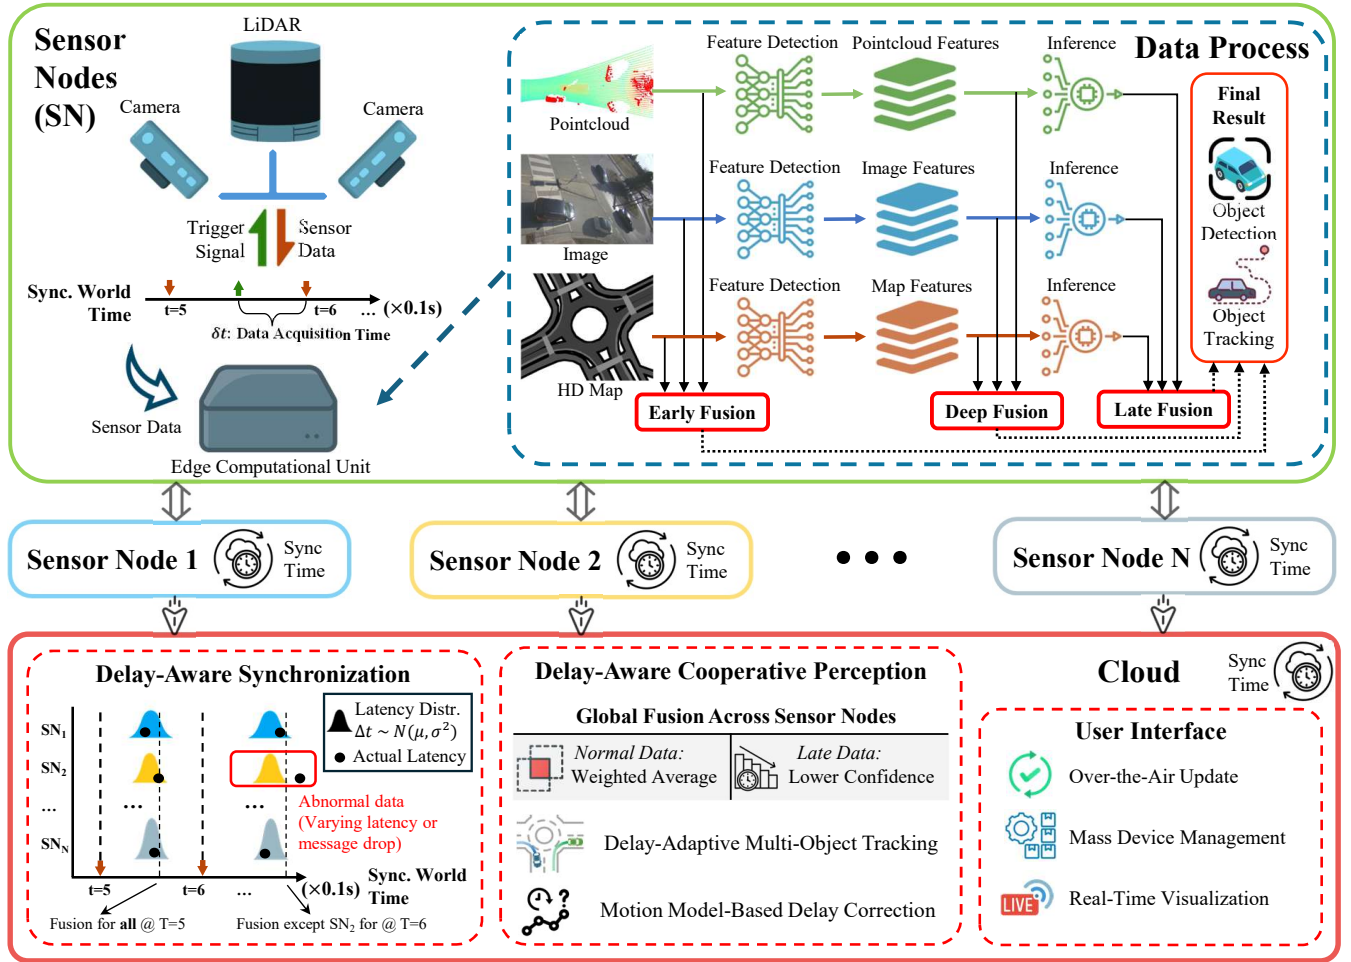 Sensor
Nodes
(SN)
LiDAR
Camera
Camera
Trigger
Signal
Sensor
Data
Sync. World
Time
t=5
t=6
...
(×0.1s)
δt: Data Acquisition Time
Sensor Data
Edge Computational Unit
Data Process
Pointcloud
Feature Detection
Pointcloud Features
Inference
Image
Feature Detection
Image Features
Inference
HD Map
Feature Detection
Map Features
Inference
Early Fusion
Deep Fusion
Late Fusion
Final
Result
Object
Detection
Object
Tracking
Sensor Node 1
Sync
Time
Sensor Node 2
Sync
Time
Sensor Node N
Sync
Time
Delay-Aware Synchronization
SN₁
SN₂
...
SN_N
... ...
Latency Distr.
Δt ~ N(μ, σ²)
Actual Latency
Abnormal data
(Varying latency or
message drop)
t=5
t=6
...
(×0.1s)
Sync. World
Time
Fusion for all @ T=5
Fusion except SN₂ for @ T=6
Delay-Aware Cooperative Perception
Global Fusion Across Sensor Nodes
Normal Data:
Weighted Average
Late Data:
Lower Confidence
Delay-Adaptive Multi-Object Tracking
?
Motion Model-Based Delay Correction
Cloud
Sync
Time
User Interface
Over-the-Air Update
Mass Device Management
LIVE
Real-Time Visualization